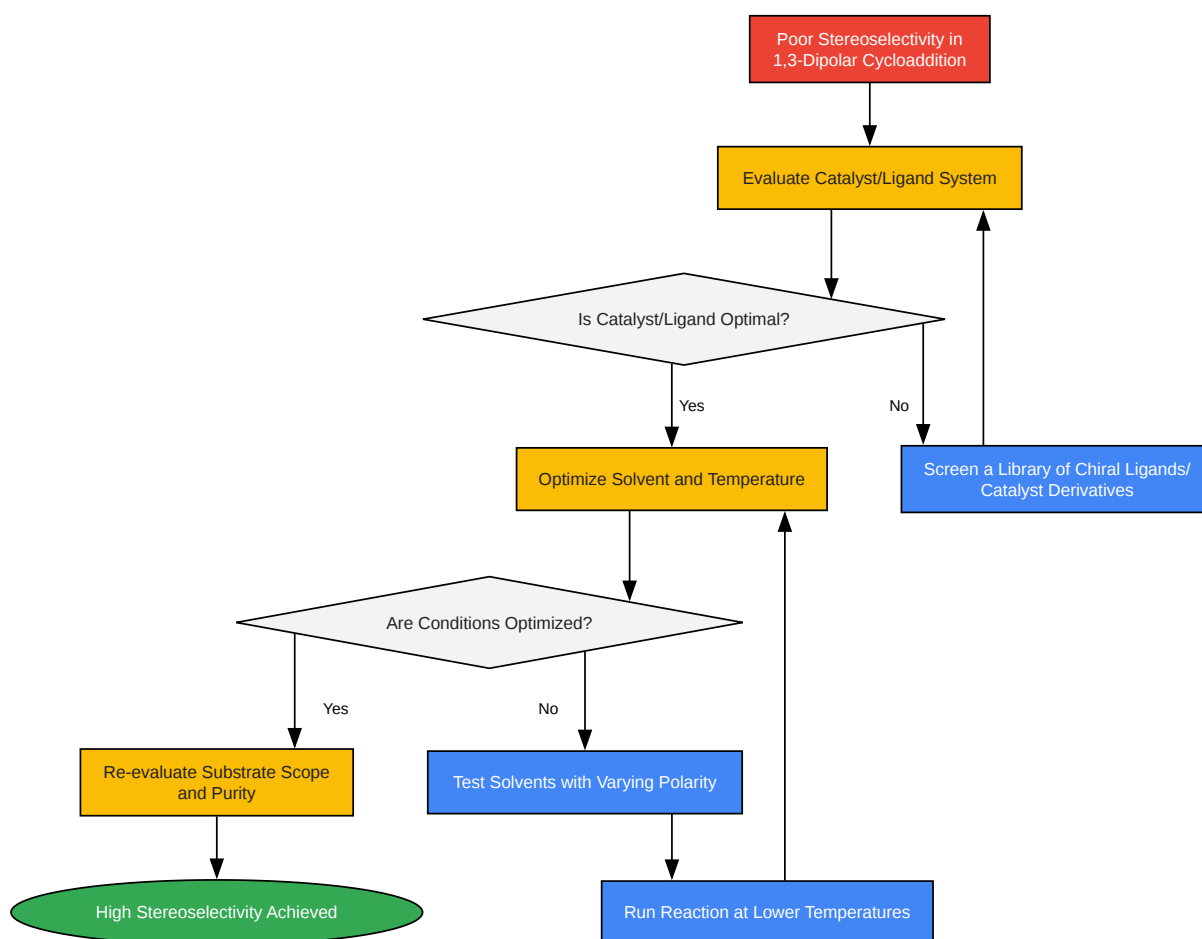 Poor Stereoselectivity in
1,3-Dipolar Cycloaddition
Evaluate Catalyst/Ligand System
Is Catalyst/Ligand Optimal?
Yes
No
Optimize Solvent and Temperature
Screen a Library of Chiral Ligands/
Catalyst Derivatives
Are Conditions Optimized?
Yes
No
Re-evaluate Substrate Scope
and Purity
Test Solvents with Varying Polarity
High Stereoselectivity Achieved
Run Reaction at Lower Temperatures